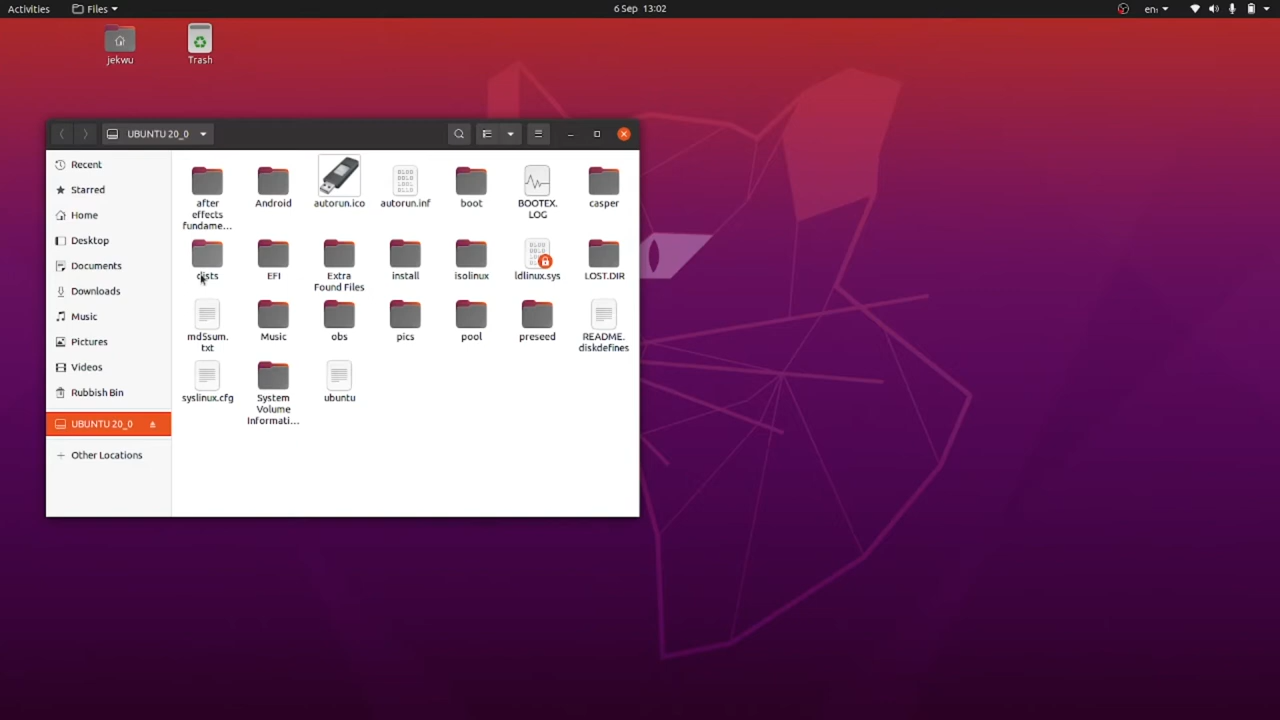 Activities Files 6 Sep 13:02 en₁
jekwu Trash
UBUNTU 20_0
Recent
Starred
Home
Desktop
Documents
Downloads
Music
Pictures
Videos
Rubbish Bin
UBUNTU 20_0
Other Locations
after
effects
fundame...
Android
autorun.ico
autorun.inf
boot
BOOTEX.
LOG
casper
dists
EFI
Extra
Found Files
install
isolinux
ldlinux.sys
LOST.DIR
md5sum.
txt
Music
obs
pics
pool
preseed
README.
diskdefines
syslinux.cfg
System
Volume
Informati...
ubuntu